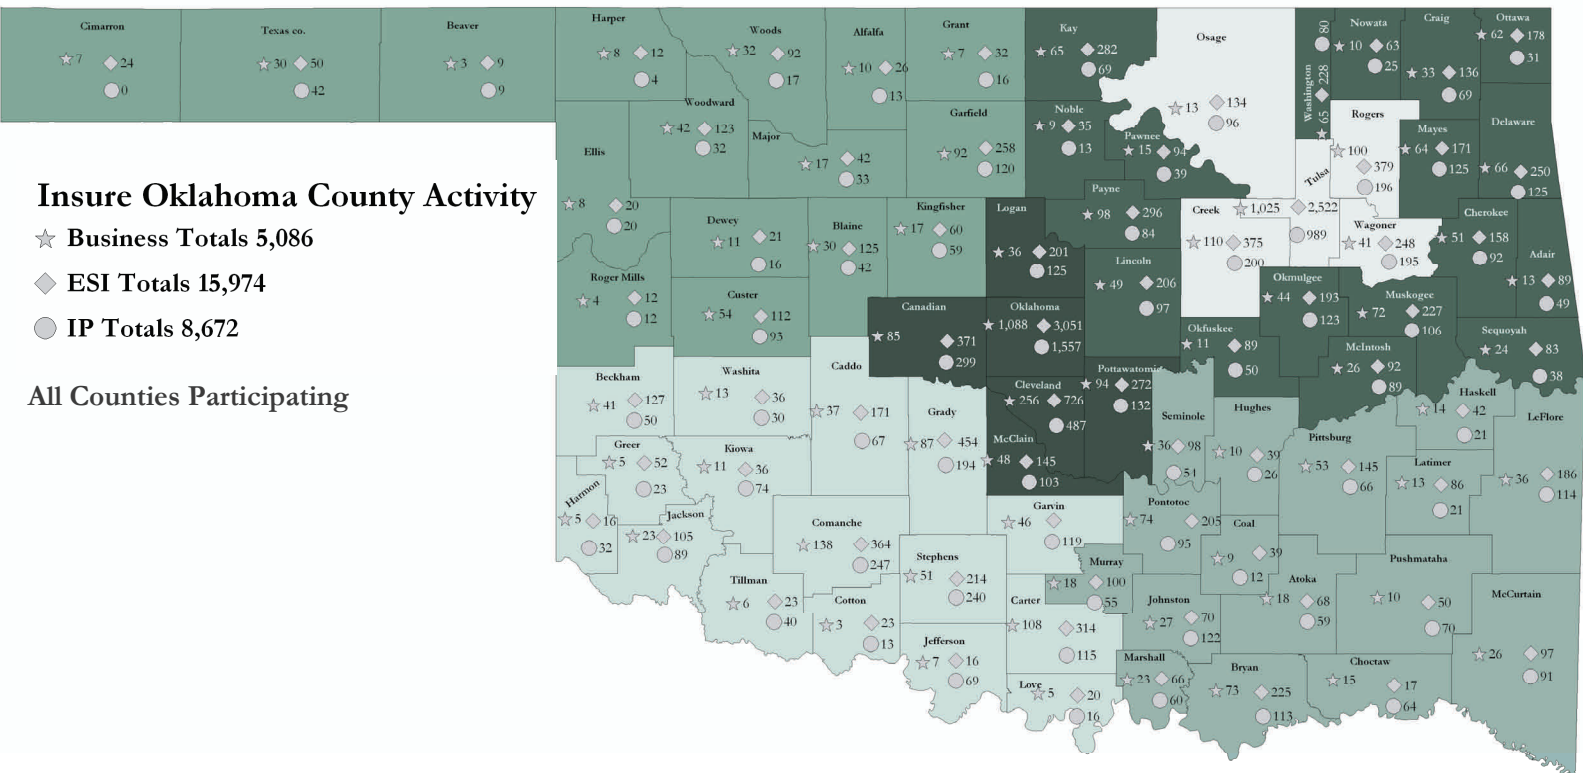 Insure Oklahoma County Activity
Business Totals 5,086
ESI Totals 15,974
IP Totals 8,672
All Counties Participating
Cimarron
7 24
0
Texas co.
30 50
42
Beaver
3 9
9
Harper
8 12
4
Woods
32 92
17
Alfalfa
10 26
13
Grant
7 32
16
Kay
65 282
69
Osage
13 134
96
Washington
65 228 80
Nowata
10 63
25
Craig
33 136
69
Ottawa
62 178
31
Woodward
42 123
32
Major
17 42
33
Garfield
92 258
120
Noble
9 35
13
Pawnee
15 94
39
Rogers
100
379
196
Mayes
64 171
125
Delaware
66 250
125
Ellis
8 20
20
Tulsa
1,025 2,522
989
Payne
98 296
84
Logan
36 201
125
Creek
110 375
200
Wagoner
41 248
195
Cherokee
51 158
92
Adair
13 89
49
Dewey
11 21
16
Blaine
30 125
42
Kingfisher
17 60
59
Lincoln
49 206
97
Okmulgee
44 193
123
Muskogee
72 227
106
Roger Mills
4 12
12
Custer
54 112
93
Canadian
85 371
299
Oklahoma
1,088 3,051
1,557
Okfuskee
11 89
50
McIntosh
26 92
89
Sequoyah
24 83
38
Beckham
41 127
50
Washita
13 36
30
Caddo
37 171
67
Grady
87 454
194
Cleveland
256 726
487
Pottawatomie
94 272
132
McClain
48 145
103
Seminole
36 98
51
Hughes
10 39
26
Pittsburg
53 145
66
Haskell
14 42
21
LeFlore
36 186
114
Latimer
13 86
21
Greer
5 52
23
Kiowa
11 36
74
Harmon
5 16
32
Jackson
23 105
89
Comanche
138 364
247
Garvin
46
119
Pontotoc
74 205
95
Coal
9 39
12
Stephens
51 214
240
Murray
18 100
55
Pushmataha
10 50
70
Tillman
6 23
40
Cotton
3 23
13
Carter
108 314
115
Johnston
27 70
122
Atoka
18 68
59
McCurtain
26 97
91
Jefferson
7 16
69
Love
5 20
16
Marshall
23 66
60
Bryan
73 225
113
Choctaw
15 17
64